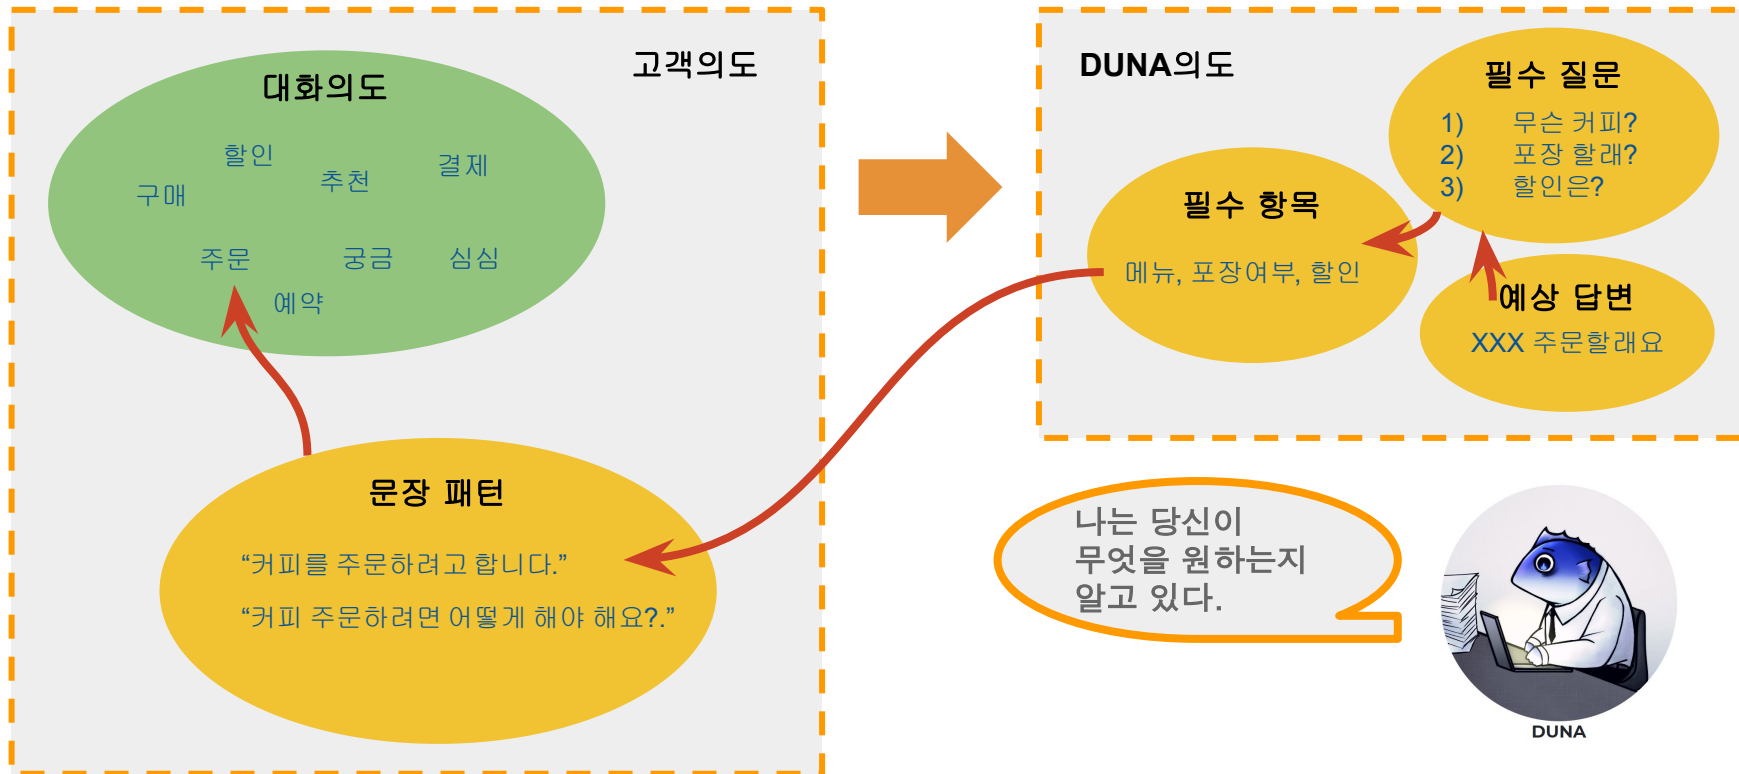 고객의도
대화의도
할인
결제
추천
구매
주문
궁금
심심
예약
문장 패턴
“커피를 주문하려고 합니다.”
“커피 주문하려면 어떻게 해야 해요?.”
DUNA의도
필수 질문
1) 무슨 커피?
2) 포장 할래?
3) 할인은?
필수 항목
메뉴, 포장여부, 할인
예상 답변
XXX 주문할래요
나는 당신이
무엇을 원하는지
알고 있다.
DUNA